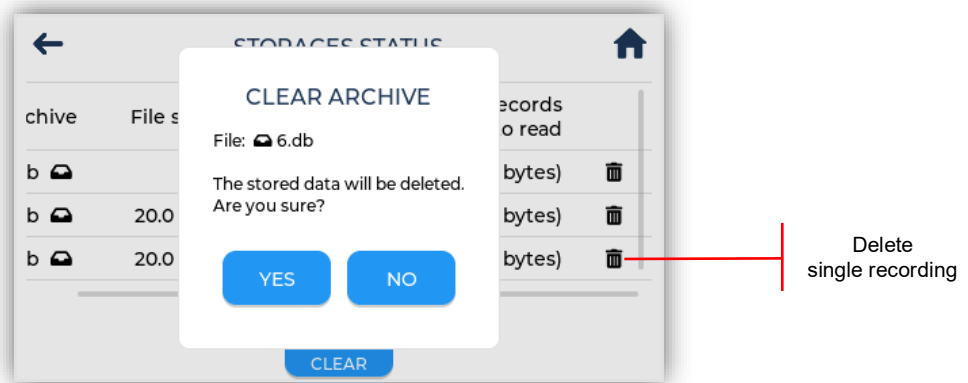 STORAGES STATUS
CLEAR ARCHIVE
chive File s ecords
o read
File: 6.db
b bytes)
The stored data will be deleted.
Are you sure?
b 20.0 bytes)
b 20.0 bytes)
YES NO
CLEAR
Delete
single recording